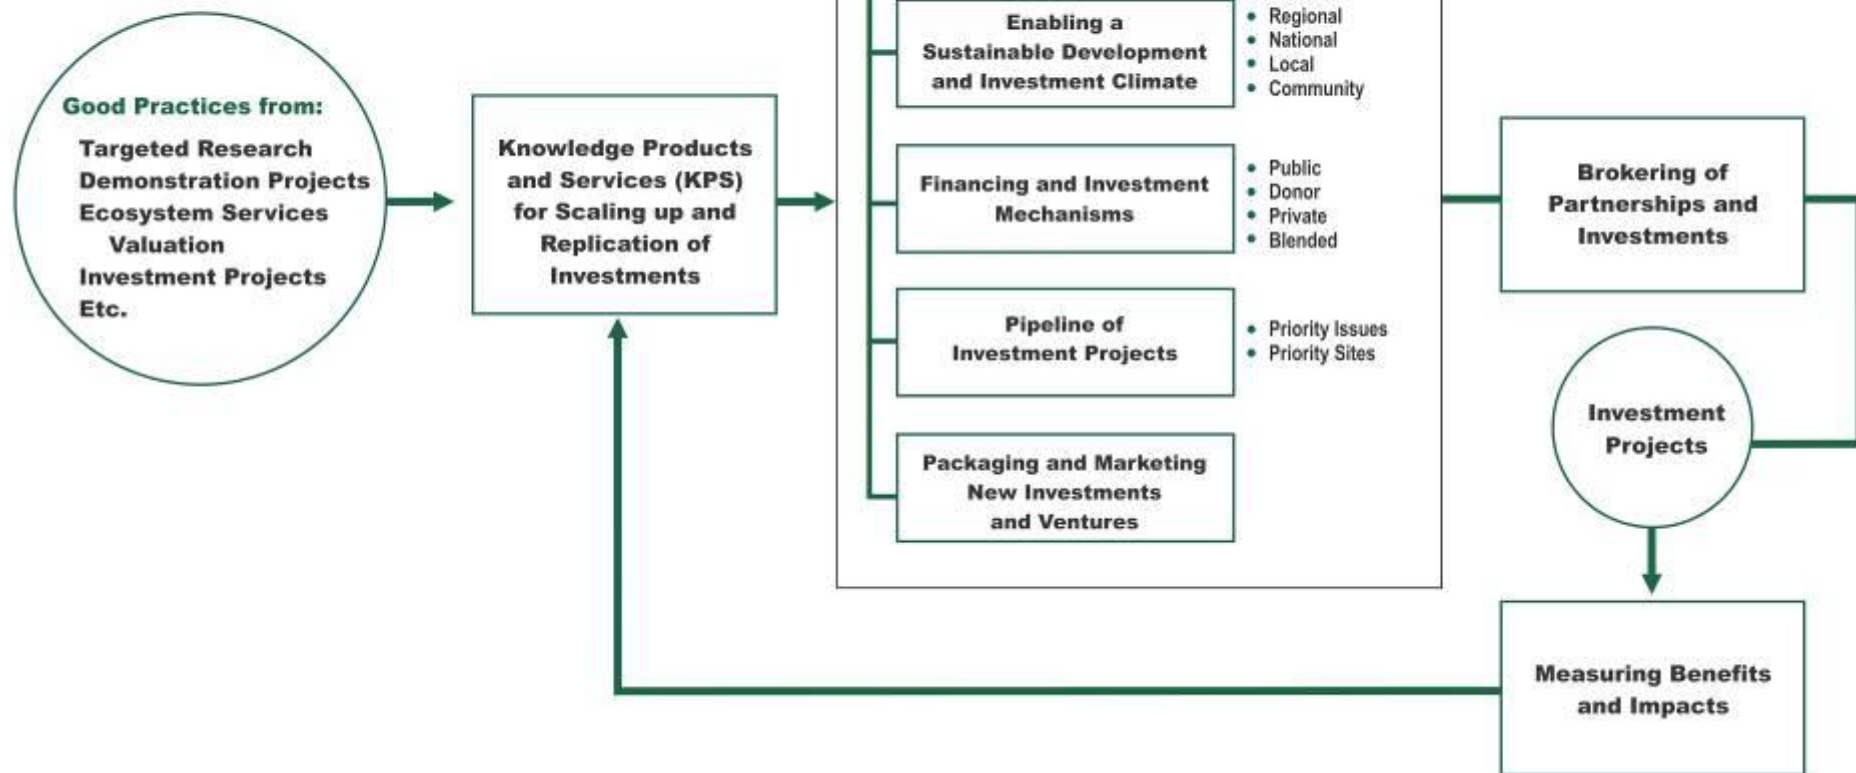 Good Practices from:
Targeted Research
Demonstration Projects
Ecosystem Services
Valuation
Investment Projects
Etc.
Knowledge Products
and Services (KPS)
for Scaling up and
Replication of
Investments
Enabling a
Sustainable Development
and Investment Climate
• Regional
• National
• Local
• Community
Financing and Investment
Mechanisms
• Public
• Donor
• Private
• Blended
Pipeline of
Investment Projects
• Priority Issues
• Priority Sites
Packaging and Marketing
New Investments
and Ventures
Brokering of
Partnerships and
Investments
Investment
Projects
Measuring Benefits
and Impacts